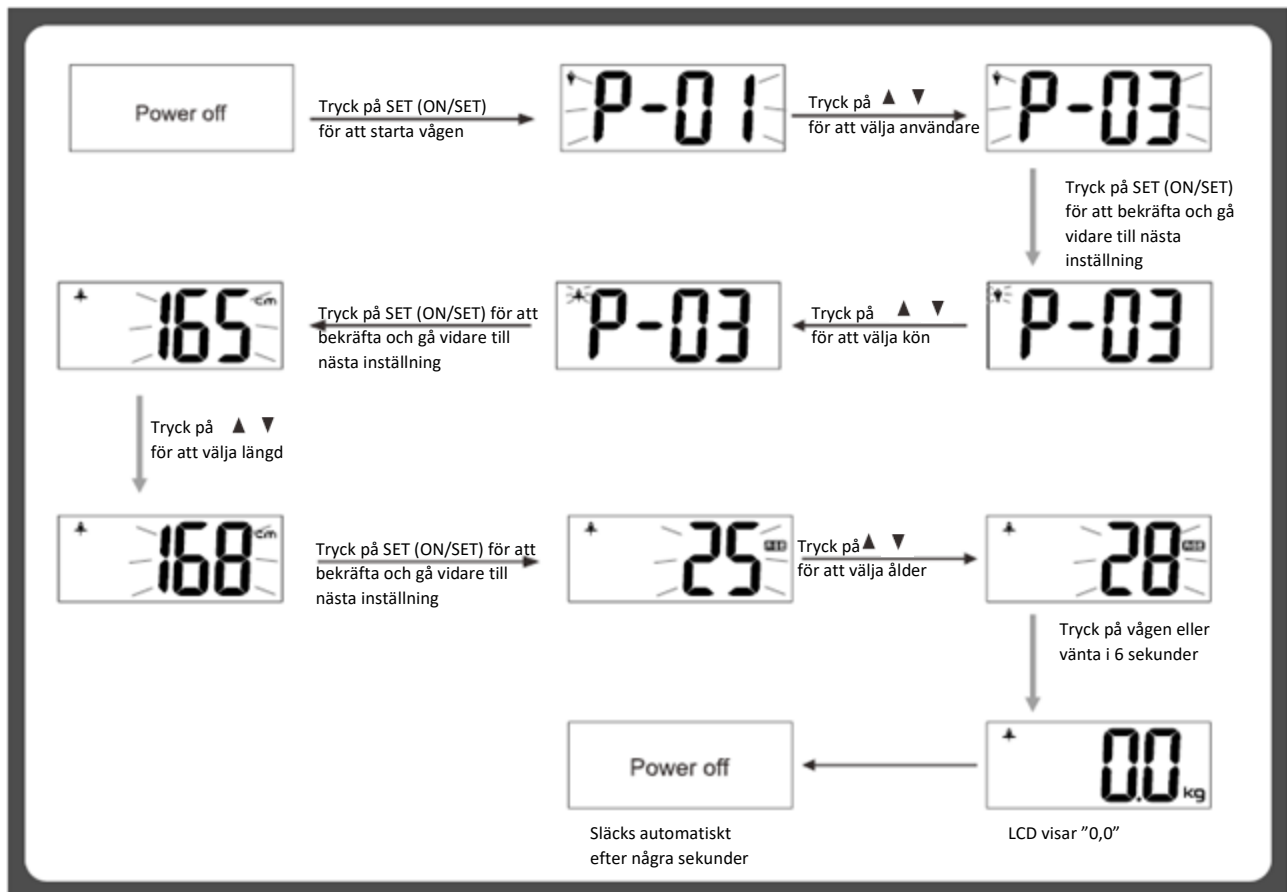 Power off
Tryck på SET (ON/SET)
för att starta vågen
P-01
Tryck på ▲ ▼
för att välja användare
P-03
Tryck på SET (ON/SET)
för att bekräfta och gå
vidare till nästa
inställning
P-03
Tryck på ▲ ▼
för att välja kön
P-03
Tryck på SET (ON/SET) för att
bekräfta och gå vidare till
nästa inställning
165 cm
Tryck på ▲ ▼
för att välja längd
168 cm
Tryck på SET (ON/SET) för att
bekräfta och gå vidare till
nästa inställning
25
Tryck på ▲ ▼
för att välja ålder
28
Tryck på vågen eller
vänta i 6 sekunder
0.0 kg
LCD visar ”0,0”
Power off
Släcks automatiskt
efter några sekunder